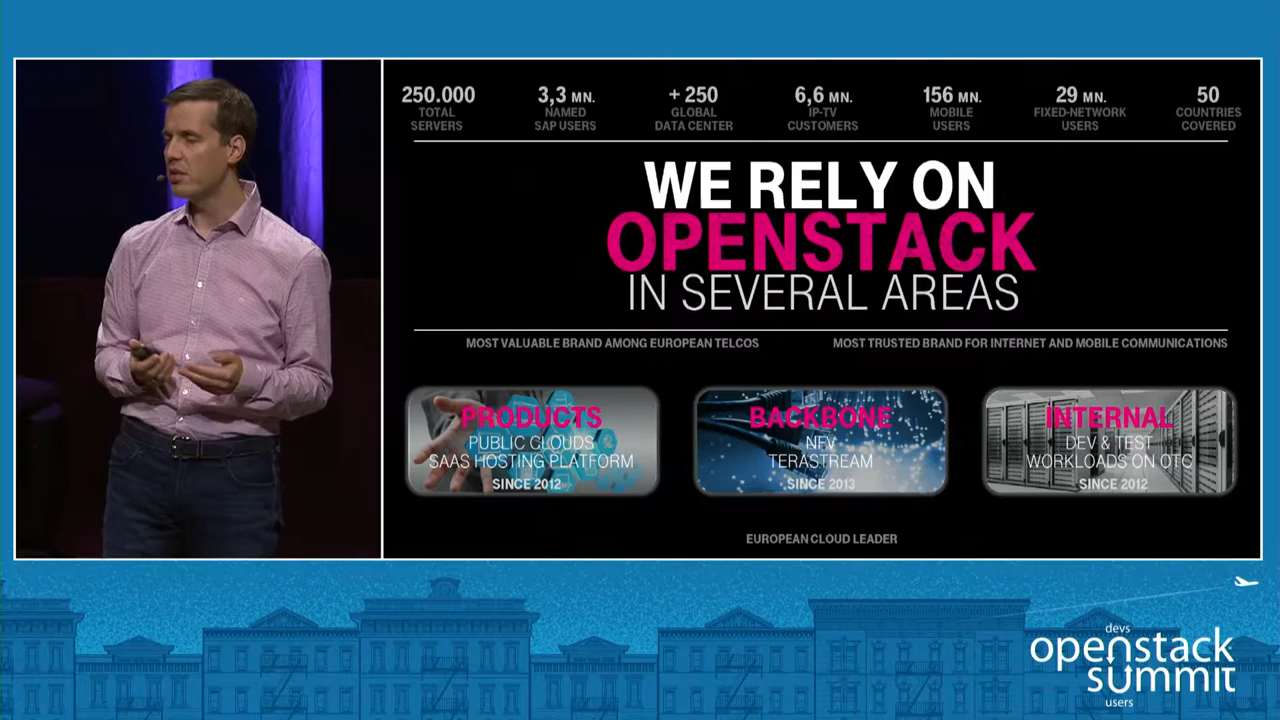 250.000
TOTAL
SERVERS
3,3 MN.
NAMED
SAP USERS
+ 250
GLOBAL
DATA CENTER
6,6 MN.
IP-TV
CUSTOMERS
156 MN.
MOBILE
USERS
29 MN.
FIXED-NETWORK
USERS
50
COUNTRIES
COVERED
WE RELY ON
OPENSTACK
IN SEVERAL AREAS
MOST VALUABLE BRAND AMONG EUROPEAN TELCOS
MOST TRUSTED BRAND FOR INTERNET AND MOBILE COMMUNICATIONS
PRODUCTS
PUBLIC CLOUDS
SAAS HOSTING PLATFORM
SINCE 2012
BACKBONE
NFV
TERASTREAM
SINCE 2013
INTERNAL
DEV & TEST
WORKLOADS ON OTC
SINCE 2012
EUROPEAN CLOUD LEADER
devs
openstack
summit
users